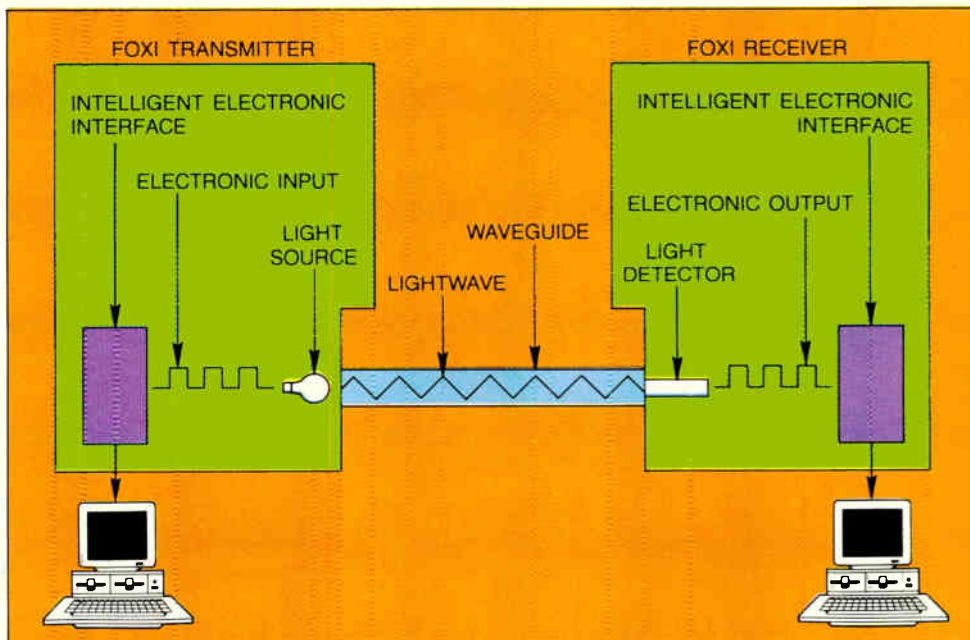 FOXI TRANSMITTER
INTELLIGENT ELECTRONIC
INTERFACE
ELECTRONIC INPUT
LIGHT
SOURCE
LIGHTWAVE
WAVEGUIDE
FOXI RECEIVER
INTELLIGENT ELECTRONIC
INTERFACE
ELECTRONIC OUTPUT
LIGHT
DETECTOR